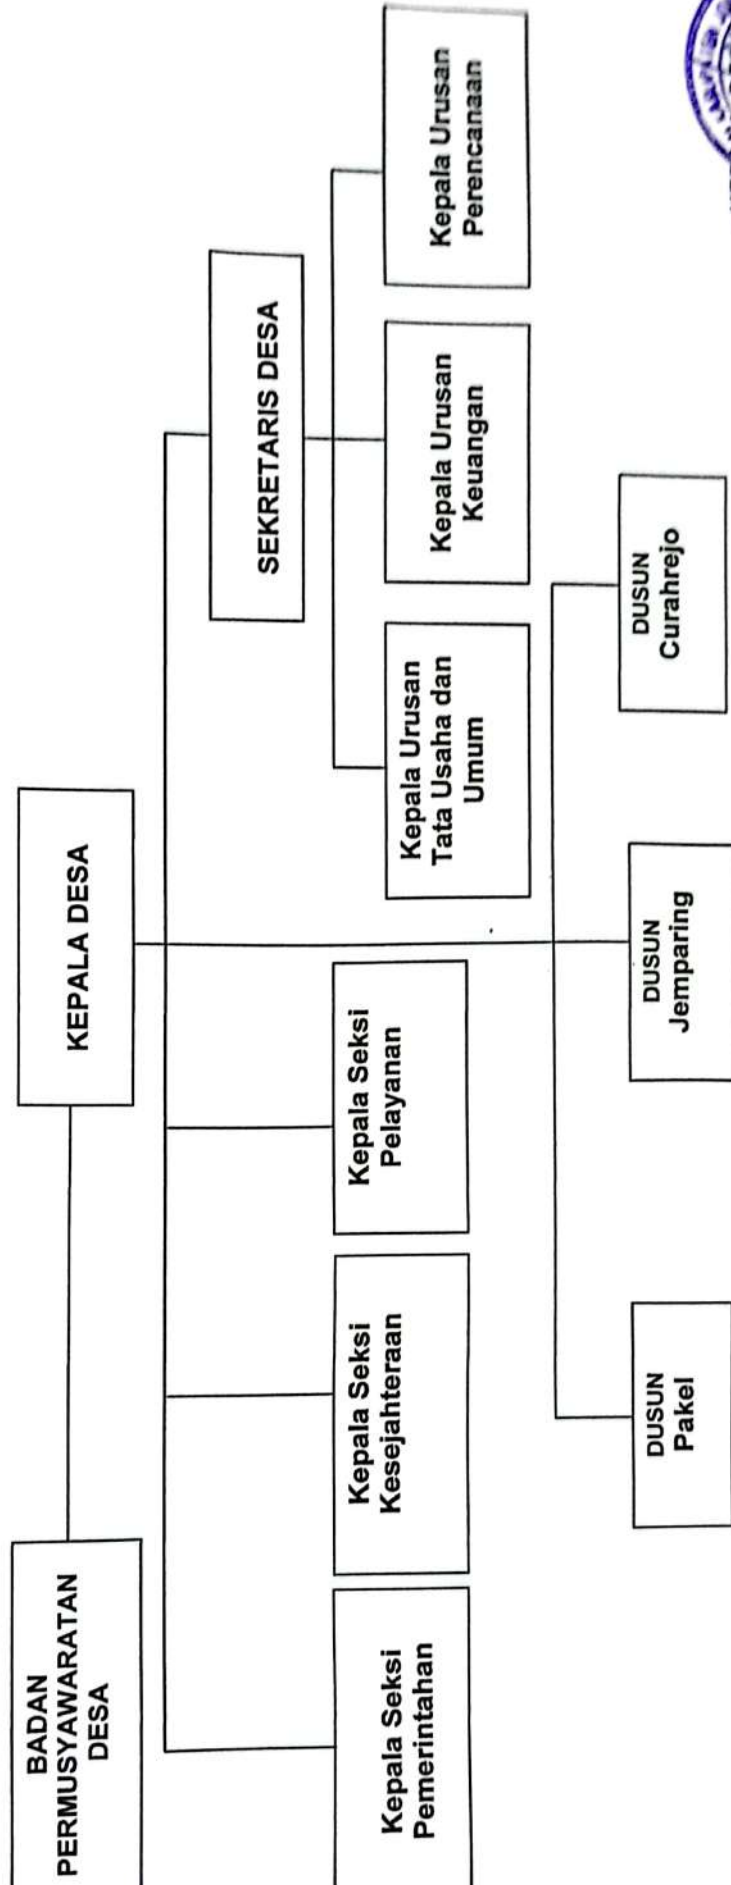 BADAN
PERMUSYAWARATAN
DESA
KEPALA DESA
SEKRETARIS DESA
Kepala Seksi
Pemerintahan
Kepala Seksi
Kesejahteraan
Kepala Seksi
Pelayanan
Kepala Urusan
Tata Usaha dan
Umum
Kepala Urusan
Keuangan
Kepala Urusan
Perencanaan
DUSUN
Pakel
DUSUN
Jemparing
DUSUN
Curahrejo